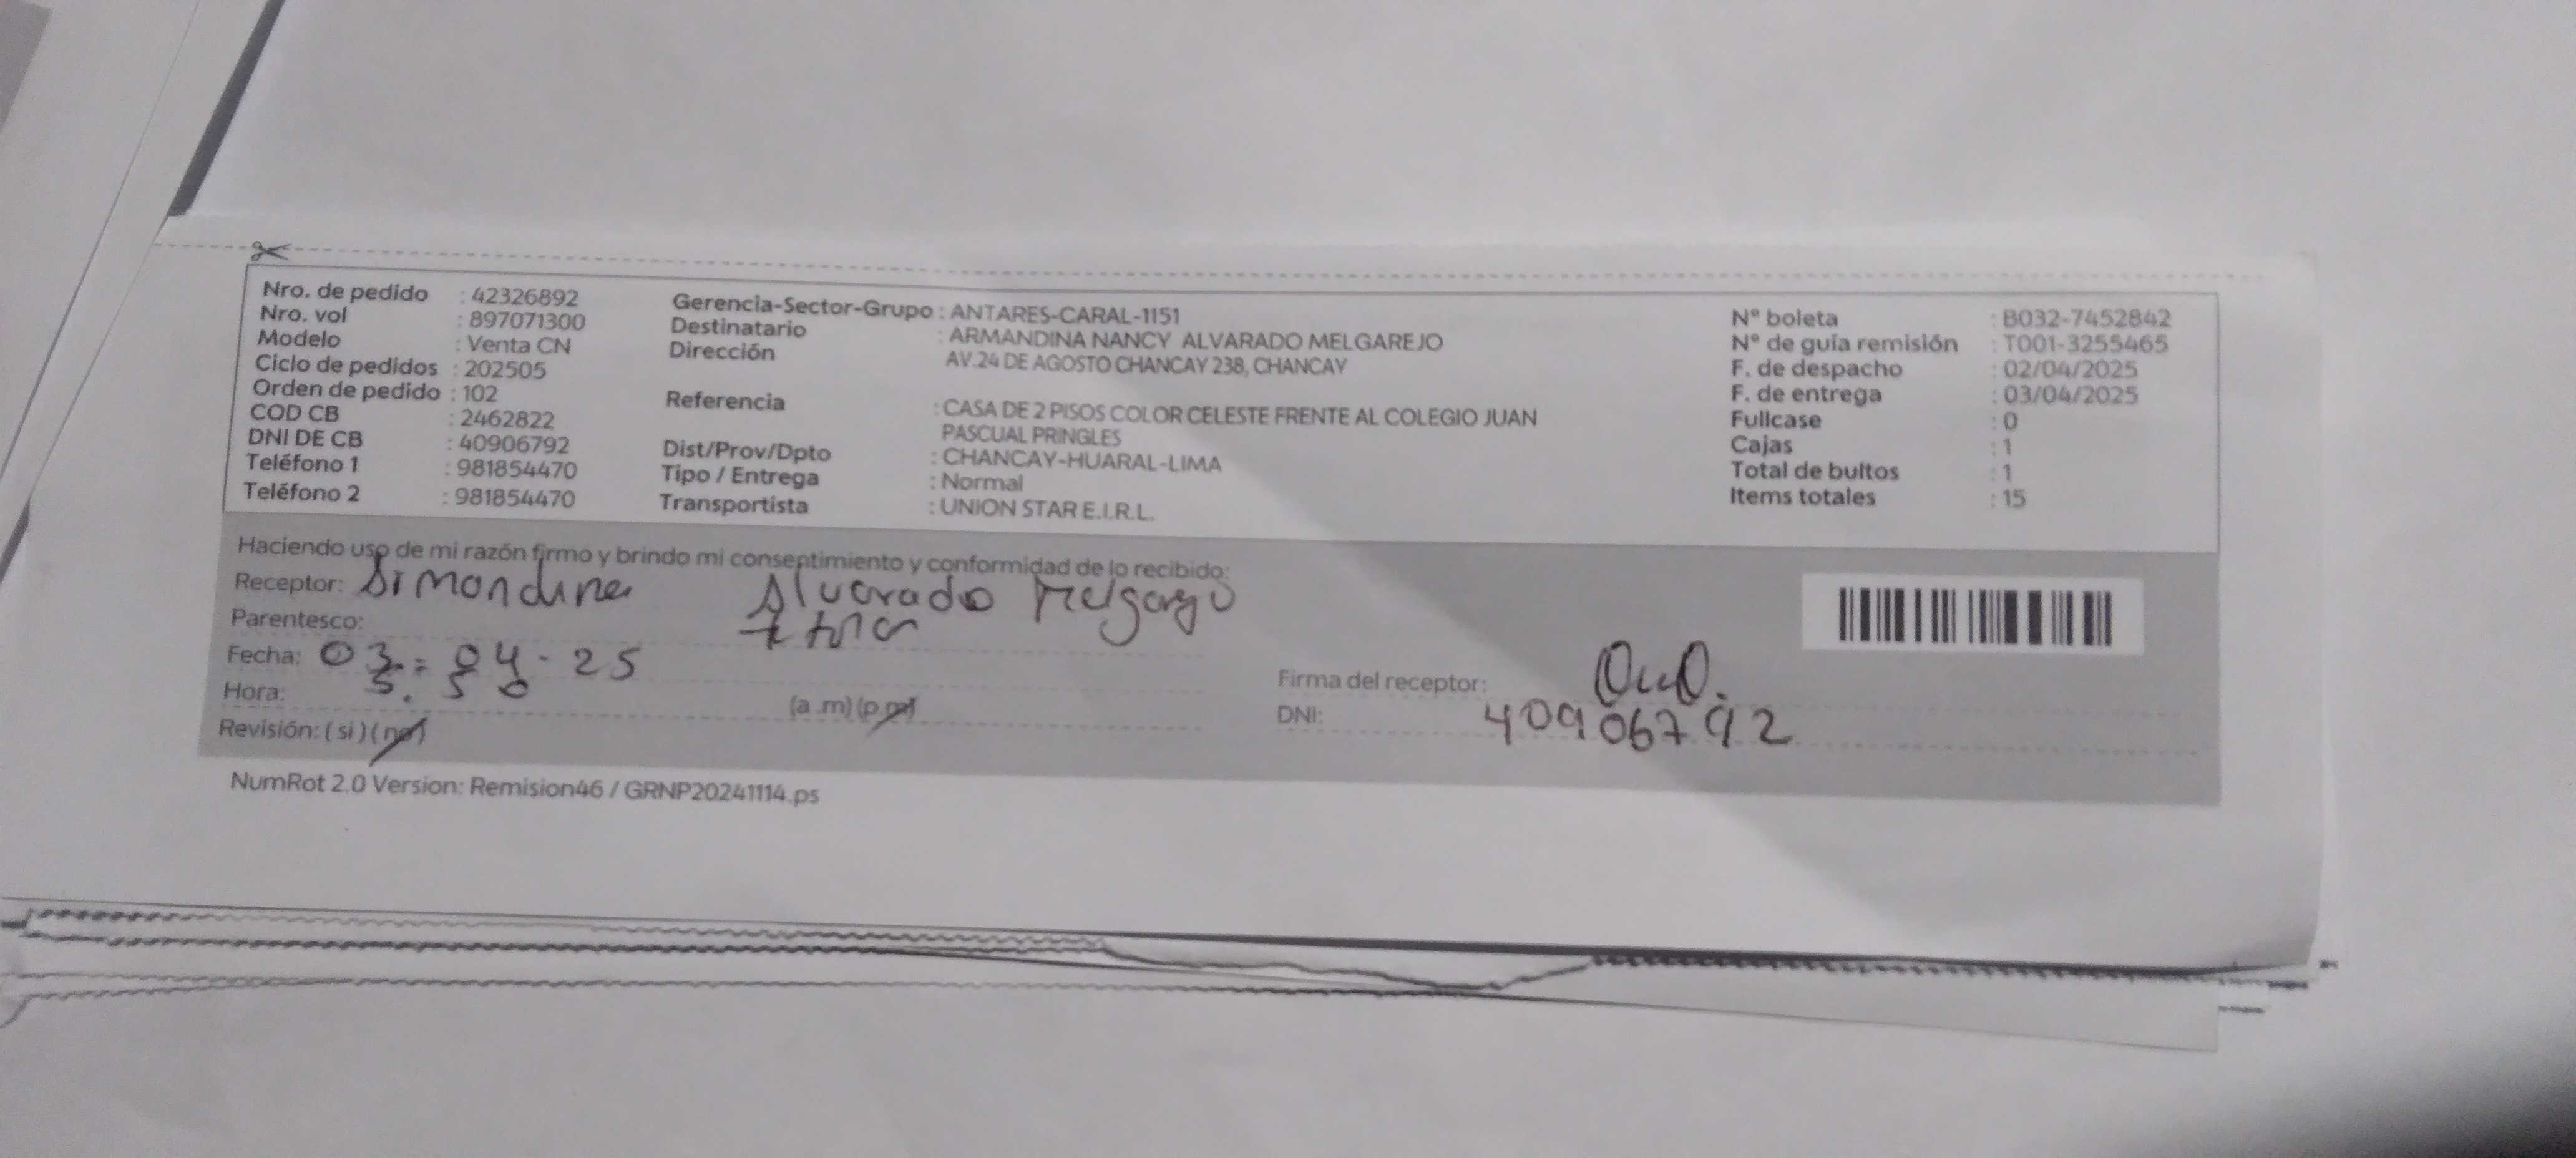 Nro. de pedido : 42326892
Nro. vol : 897071300
Modelo : Venta CN
Ciclo de pedidos : 202505
Orden de pedido : 102
COD CB : 2462822
DNI DE CB : 40906792
Teléfono 1 : 981854470
Teléfono 2 : 981854470
Gerencia-Sector-Grupo : ANTARES-CARAL-1151
Destinatario : ARMANDINA NANCY ALVARADO MELGAREJO
Dirección : AV.24 DE AGOSTO CHANCAY 238, CHANCAY
Referencia : CASA DE 2 PISOS COLOR CELESTE FRENTE AL COLEGIO JUAN
PASCUAL PRINGLES
Dist/Prov/Dpto : CHANCAY-HUARAL-LIMA
Tipo / Entrega : Normal
Transportista : UNION STAR E.I.R.L.
N° boleta : B032-7452842
N° de guía remisión : T001-3255465
F. de despacho : 02/04/2025
F. de entrega : 03/04/2025
Fullcase : 0
Cajas : 1
Total de bultos : 1
Items totales : 15
Haciendo uso de mi razón firmo y brindo mi consentimiento y conformidad de lo recibido:
Receptor: Armandina Alvarado Melgarejo
Parentesco:
Fecha: 03 - 04 - 25
Hora: 5. 50 (a .m) (p.m)
Revisión: ( si ) ( no )
Firma del receptor:
DNI: 40906792
NumRot 2.0 Version: Remision46 / GRNP20241114.ps